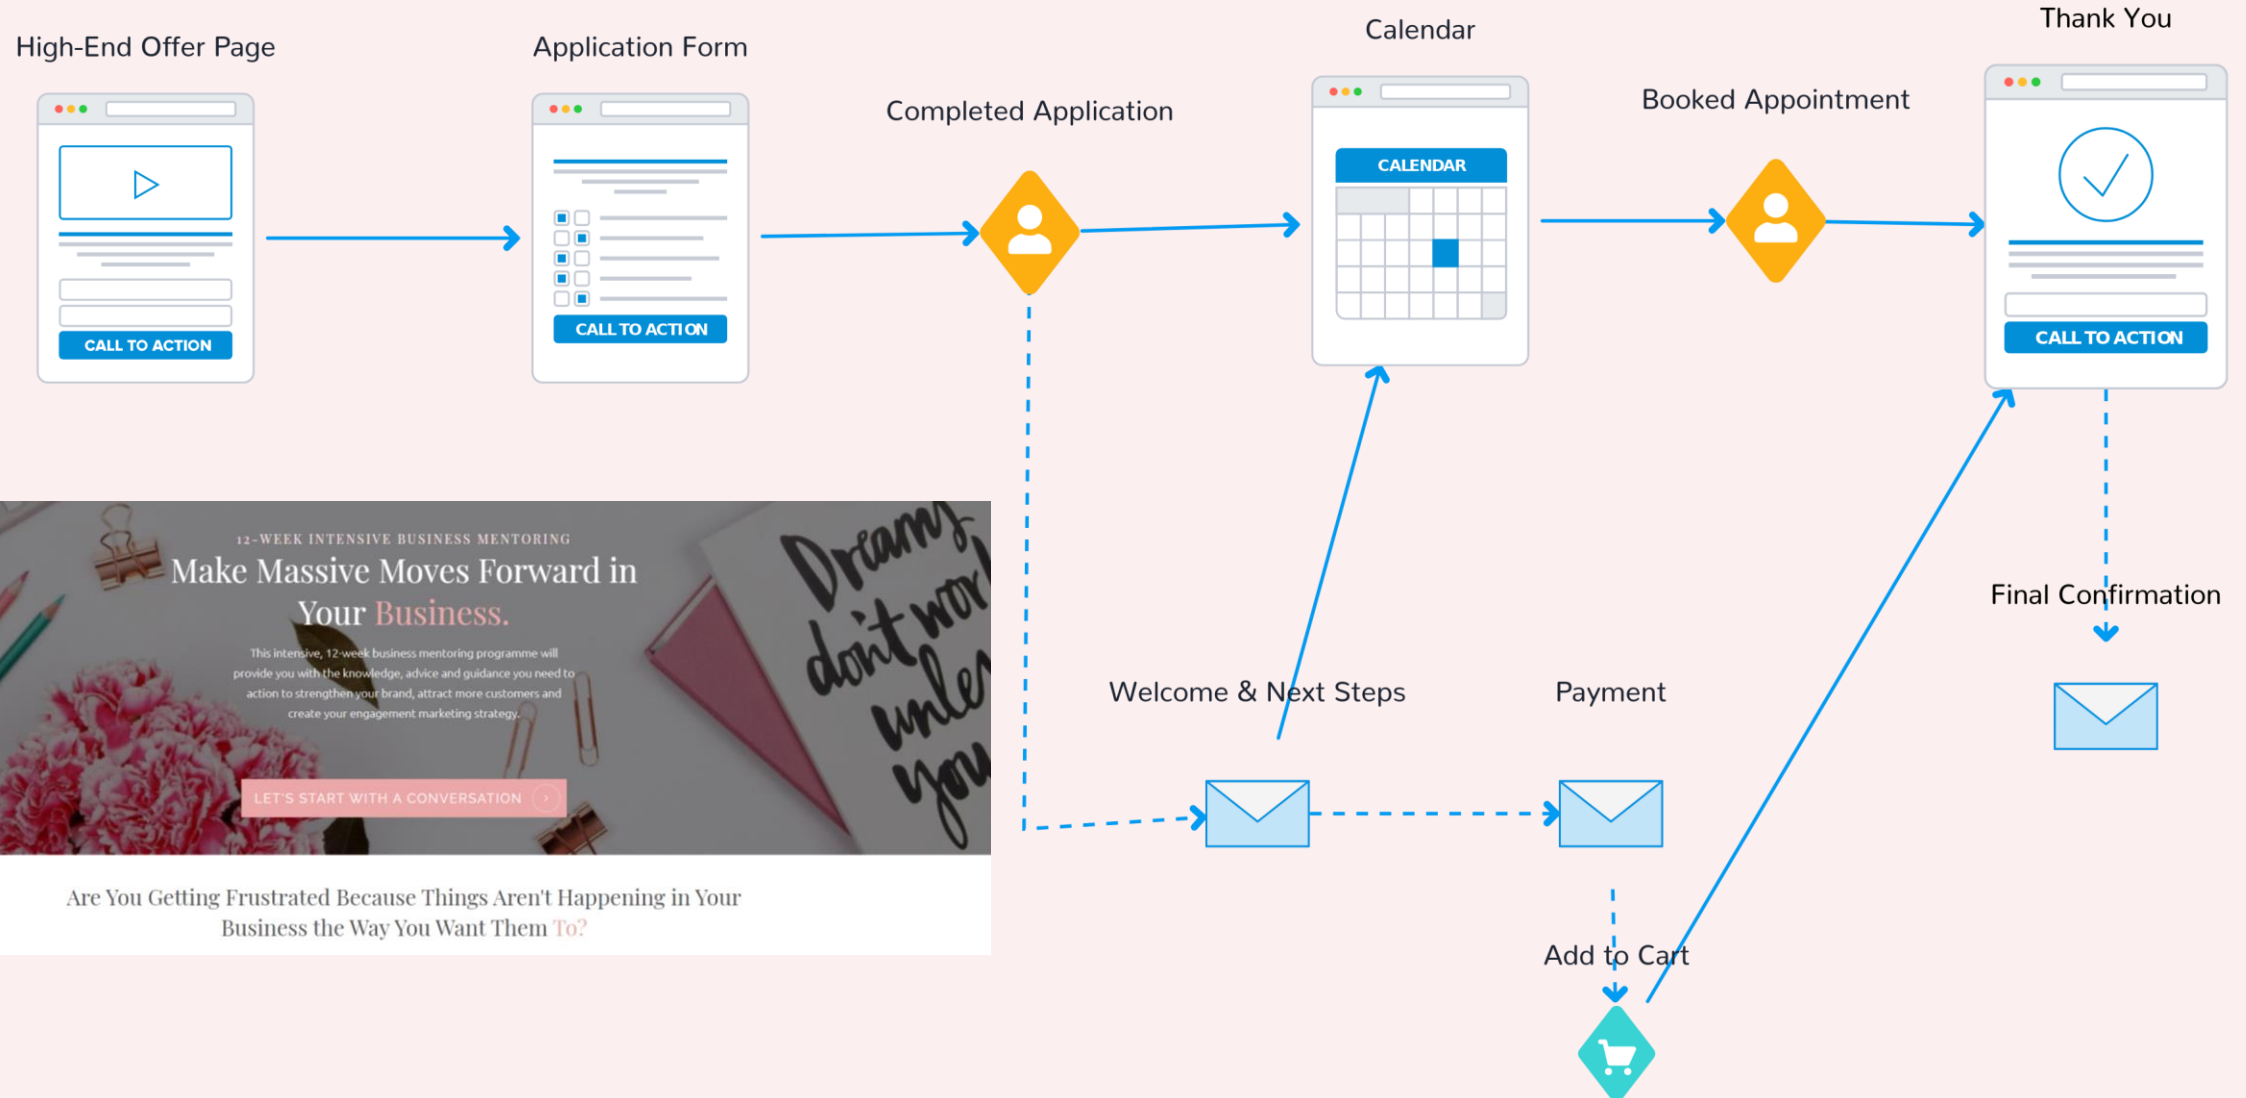 High-End Offer Page
Application Form
Completed Application
Calendar
Booked Appointment
Thank You
CALL TO ACTION
CALL TO ACTION
CALENDAR
CALL TO ACTION
12-WEEK INTENSIVE BUSINESS MENTORING
Make Massive Moves Forward in
Your Business.
This intensive, 12-week business mentoring programme will
provide you with the knowledge, advice and guidance you need to
action to strengthen your brand, attract more customers and
create your engagement marketing strategy.
LET'S START WITH A CONVERSATION
Dreams
don't
you
Are You Getting Frustrated Because Things Aren't Happening in Your
Business the Way You Want Them To?
Welcome & Next Steps
Payment
Final Confirmation
Add to Cart